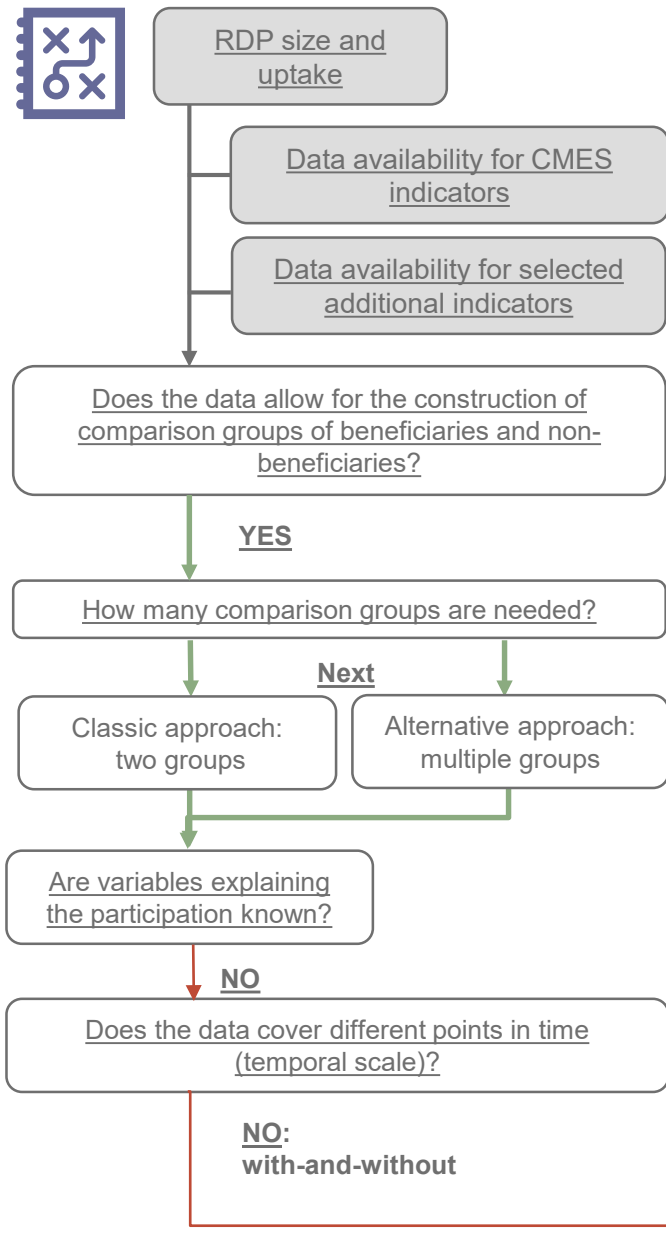 RDP size and
uptake
Data availability for CMES
indicators
Data availability for selected
additional indicators
Does the data allow for the construction of
comparison groups of beneficiaries and non-
beneficiaries?
YES
How many comparison groups are needed?
Next
Classic approach:
two groups
Alternative approach:
multiple groups
Are variables explaining
the participation known?
NO
Does the data cover different points in time
(temporal scale)?
NO:
with-and-without